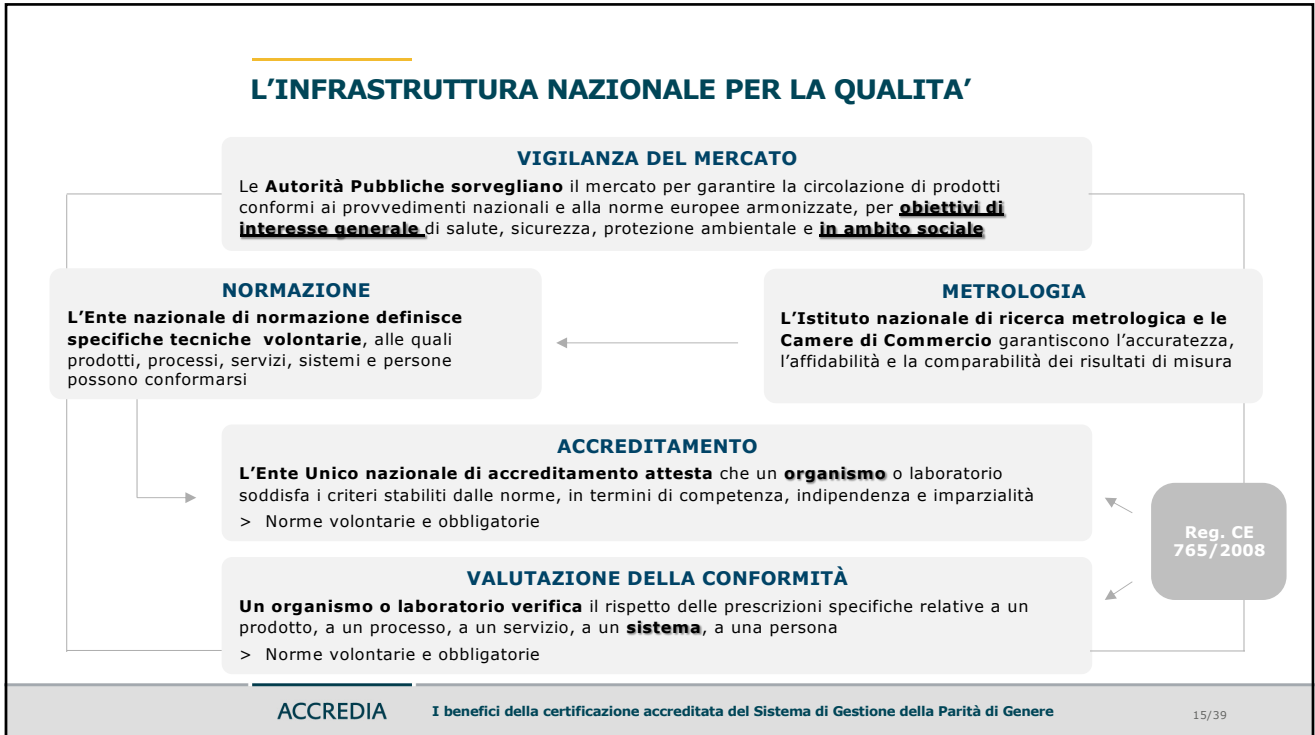 L’INFRASTRUTTURA NAZIONALE PER LA QUALITA’
VIGILANZA DEL MERCATO
Le Autorità Pubbliche sorvegliano il mercato per garantire la circolazione di prodotti
conformi ai provvedimenti nazionali e alla norme europee armonizzate, per obiettivi di
interesse generale di salute, sicurezza, protezione ambientale e in ambito sociale
NORMAZIONE
L’Ente nazionale di normazione definisce
specifiche tecniche volontarie, alle quali
prodotti, processi, servizi, sistemi e persone
possono conformarsi
METROLOGIA
L’Istituto nazionale di ricerca metrologica e le
Camere di Commercio garantiscono l’accuratezza,
l’affidabilità e la comparabilità dei risultati di misura
ACCREDITAMENTO
L’Ente Unico nazionale di accreditamento attesta che un organismo o laboratorio
soddisfa i criteri stabiliti dalle norme, in termini di competenza, indipendenza e imparzialità
> Norme volontarie e obbligatorie
Reg. CE
765/2008
VALUTAZIONE DELLA CONFORMITÀ
Un organismo o laboratorio verifica il rispetto delle prescrizioni specifiche relative a un
prodotto, a un processo, a un servizio, a un sistema, a una persona
> Norme volontarie e obbligatorie
ACCREDIA
I benefici della certificazione accreditata del Sistema di Gestione della Parità di Genere
15/39